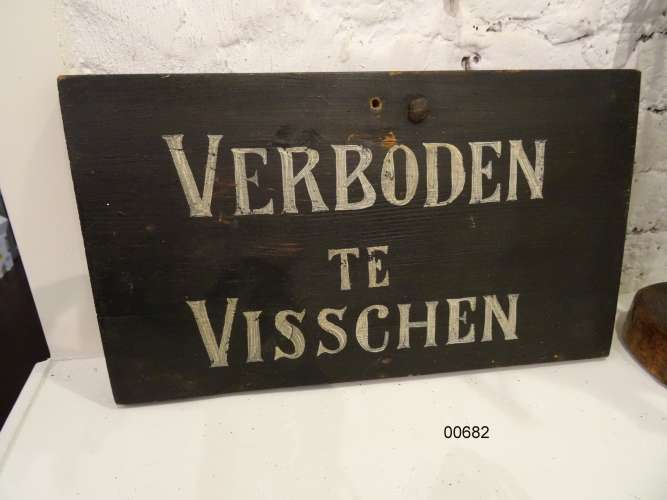 VERBODEN
TE
VISSCHEN
00682